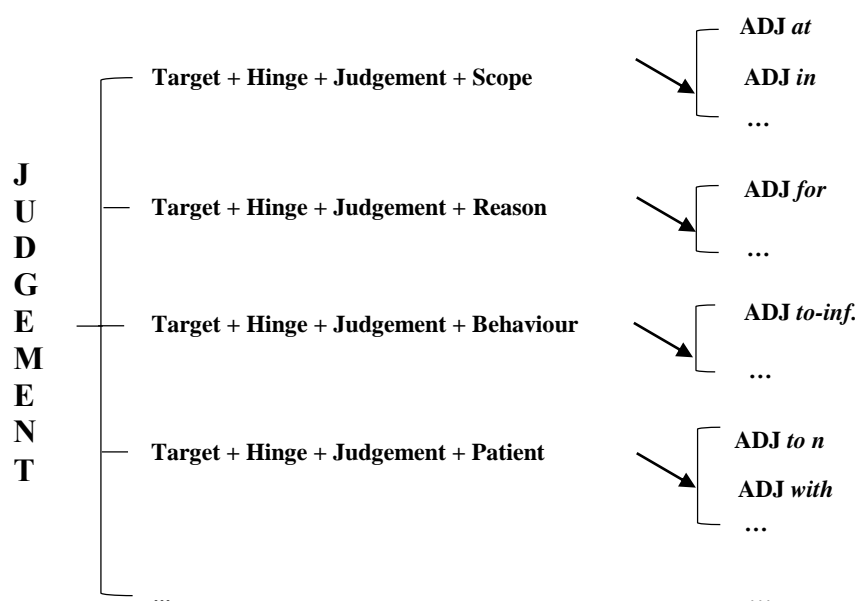 JUDGEMENT
Target + Hinge + Judgement + Scope
ADJ at
ADJ in
…
Target + Hinge + Judgement + Reason
ADJ for
…
Target + Hinge + Judgement + Behaviour
ADJ to-inf.
…
Target + Hinge + Judgement + Patient
ADJ to n
ADJ with
…
…
…